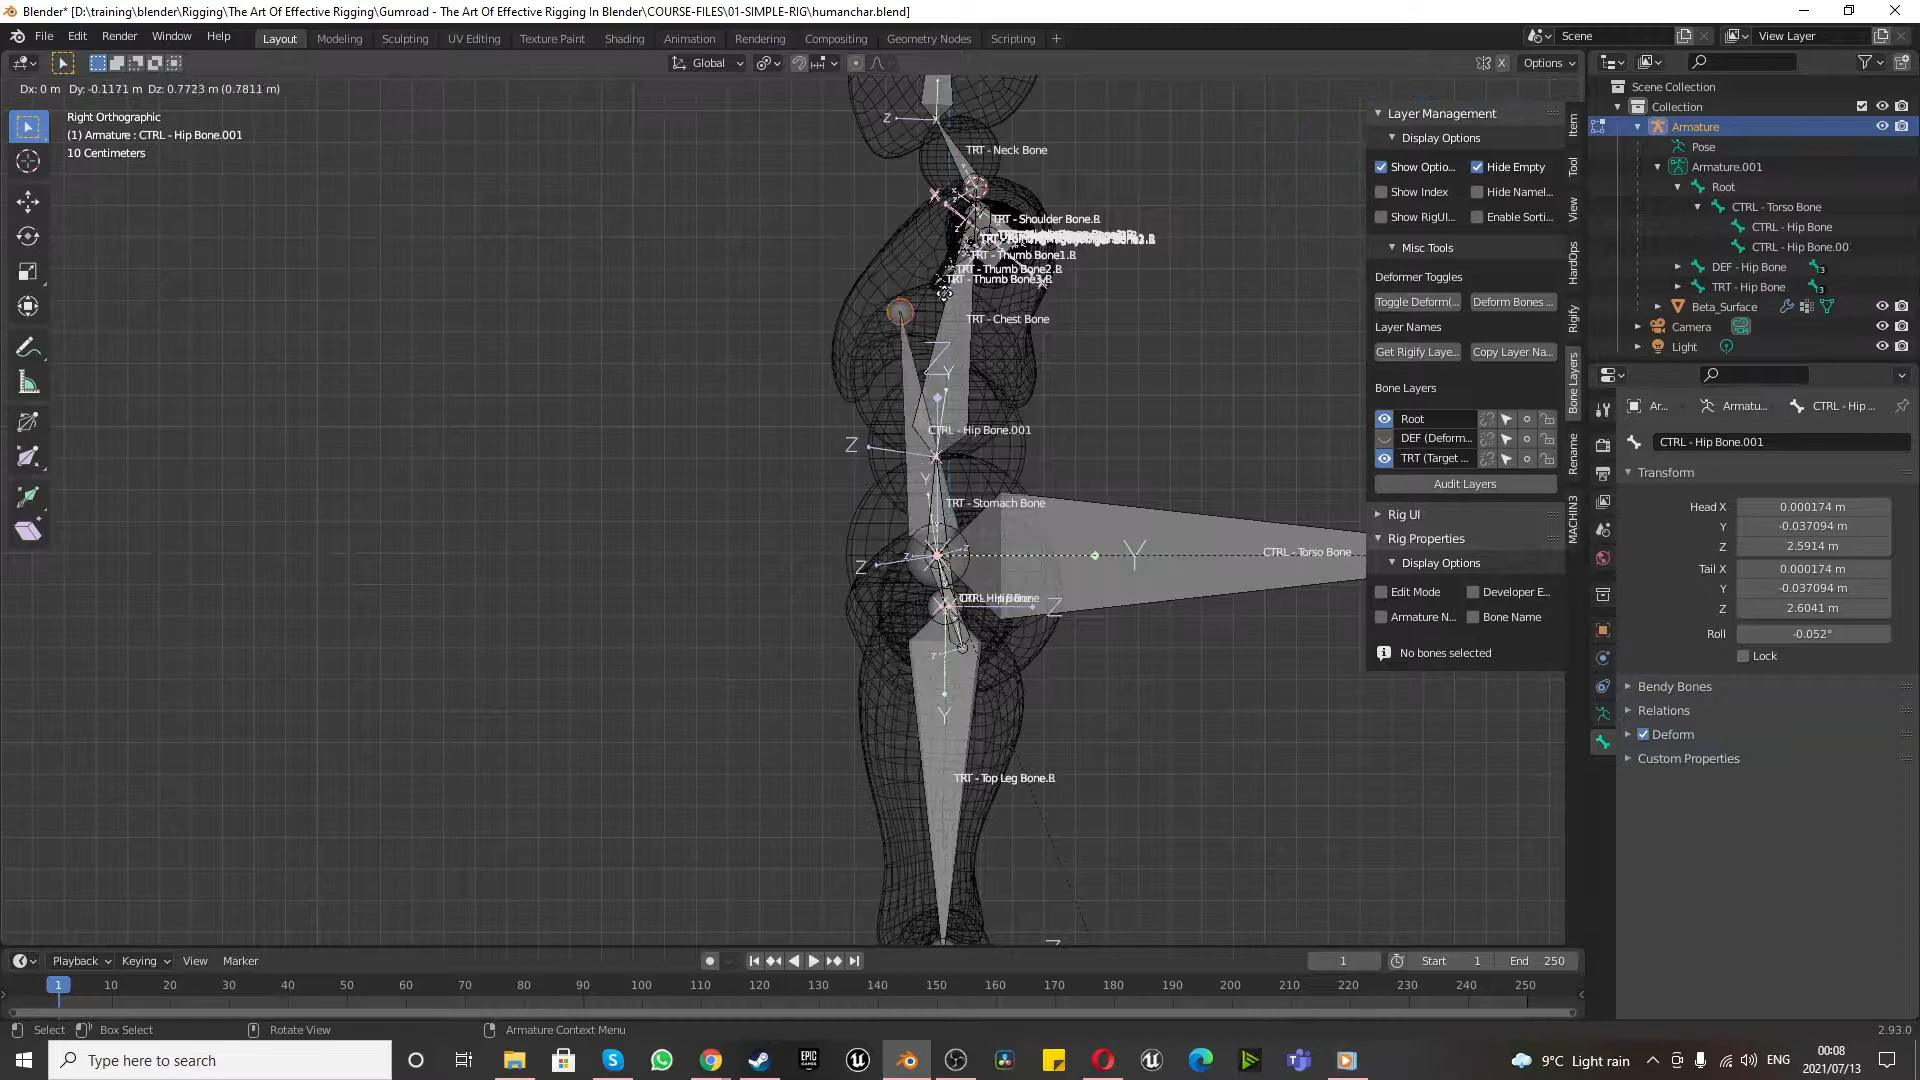 Blender* [D:\training\blender\Rigging\The Art Of Effective Rigging\Gumroad - The Art Of Effective Rigging In Blender\COURSE-FILES\01-SIMPLE-RIG\humanchar.blend]
File Edit Render Window Help Layout Modeling Sculpting UV Editing Texture Paint Shading Animation Rendering Compositing Geometry Nodes Scripting + Scene View Layer
Global Options
Dx: 0 m Dy: -0.1171 m Dz: 0.7723 m (0.7811 m)
Right Orthographic
(1) Armature : CTRL - Hip Bone.001
10 Centimeters
TRT - Neck Bone
TRT - Shoulder Bone.R
TRT - Thumb Bone1.R
TRT - Thumb Bone2.R
TRT - Thumb Bone3.R
TRT - Chest Bone
CTRL - Hip Bone.001
TRT - Stomach Bone
CTRL - Torso Bone
TRT - Top Leg Bone.R
Layer Management
Display Options
Show Optio... Hide Empty
Show Index Hide Namel...
Show RigUI... Enable Sorti...
Misc Tools
Deformer Toggles
Toggle Deform(... Deform Bones ...
Layer Names
Get Rigify Laye... Copy Layer Na...
Bone Layers
Root
DEF (Deform...
TRT (Target ...
Audit Layers
Rig UI
Rig Properties
Display Options
Edit Mode Developer E...
Armature N... Bone Name
No bones selected
Item
Tool
View
HardOps
Rigify
Bone Layers
Rename
MACHIN3
Scene Collection
Collection
Armature
Pose
Armature.001
Root
CTRL - Torso Bone
CTRL - Hip Bone
CTRL - Hip Bone.00
DEF - Hip Bone 3
TRT - Hip Bone 3
Beta_Surface
Camera
Light
Ar... Armatu... CTRL - Hip ...
CTRL - Hip Bone.001
Transform
Head X 0.000174 m
Y -0.037094 m
Z 2.5914 m
Tail X 0.000174 m
Y -0.037094 m
Z 2.6041 m
Roll -0.052°
Lock
Bendy Bones
Relations
Deform
Custom Properties
Playback Keying View Marker 1 Start 1 End 250
1 10 20 30 40 50 60 70 80 90 100 110 120 130 140 150 160 170 180 190 200 210 220 230 240 250
Select Box Select Rotate View Armature Context Menu 2.93.0
Type here to search 9°C Light rain ENG 00:08
2021/07/13